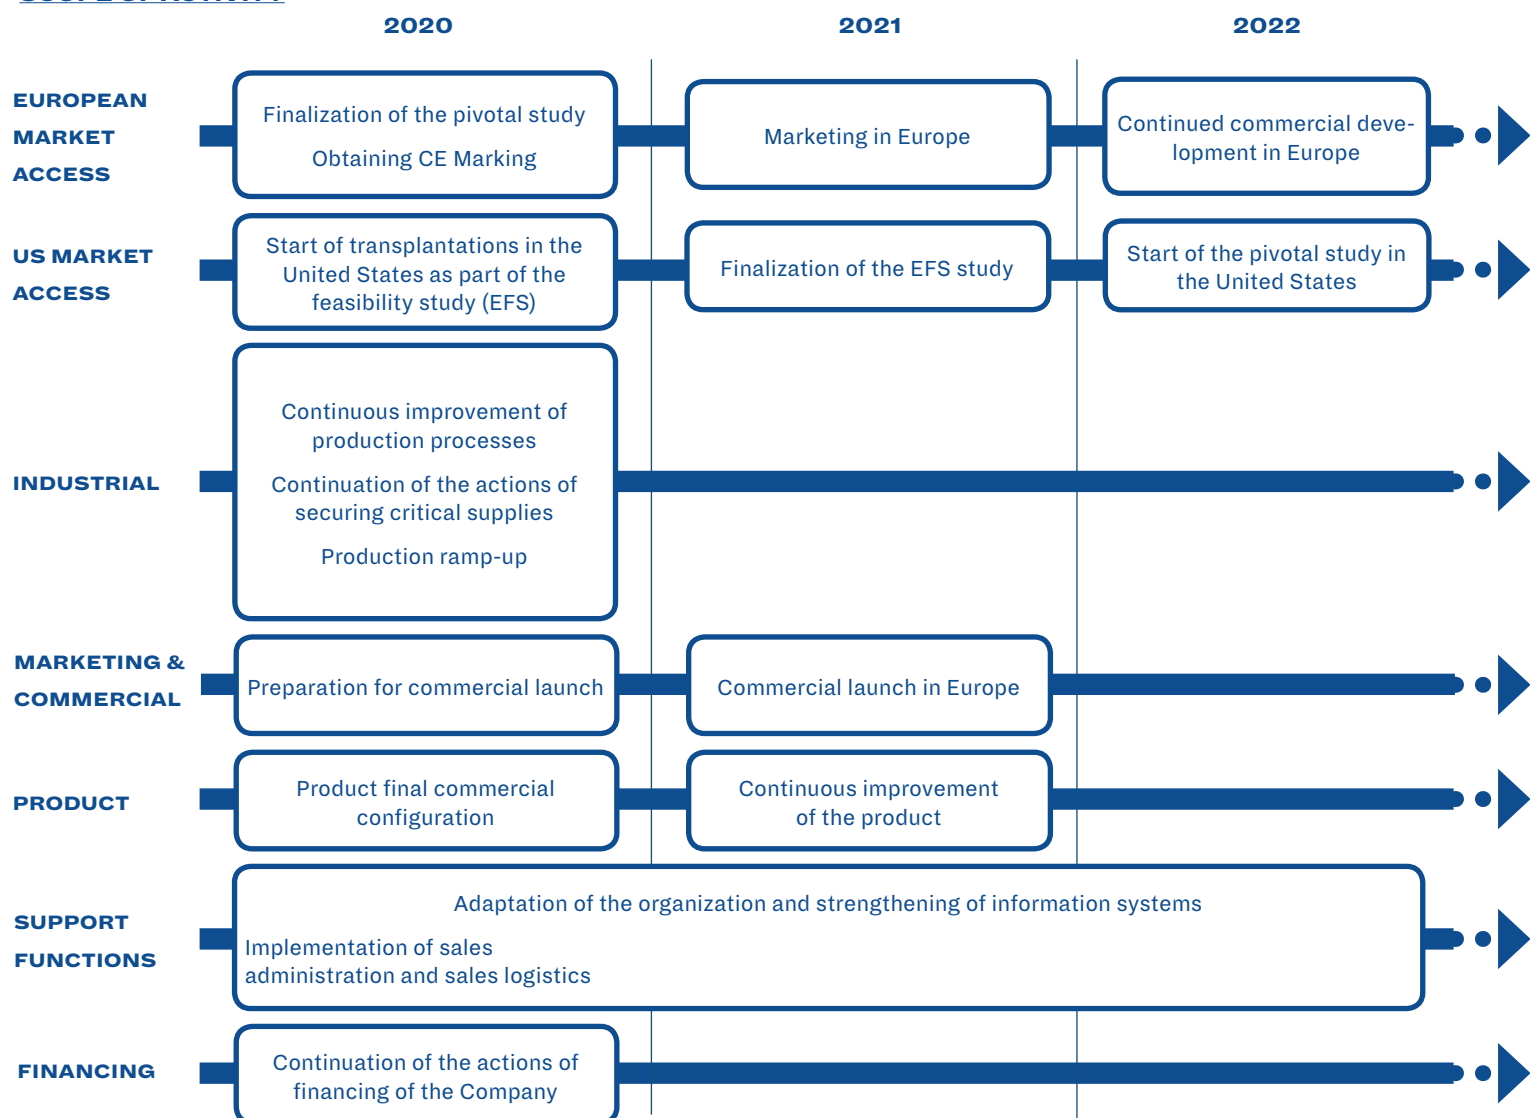 2020 2021 2022
EUROPEAN
MARKET
ACCESS
Finalization of the pivotal study
Obtaining CE Marking
Marketing in Europe
Continued commercial deve-
lopment in Europe
US MARKET
ACCESS
Start of transplantations in the
United States as part of the
feasibility study (EFS)
Finalization of the EFS study
Start of the pivotal study in
the United States
INDUSTRIAL
Continuous improvement of
production processes
Continuation of the actions of
securing critical supplies
Production ramp-up
MARKETING &
COMMERCIAL
Preparation for commercial launch
Commercial launch in Europe
PRODUCT
Product final commercial
configuration
Continuous improvement
of the product
SUPPORT
FUNCTIONS
Adaptation of the organization and strengthening of information systems
Implementation of sales
administration and sales logistics
FINANCING
Continuation of the actions of
financing of the Company